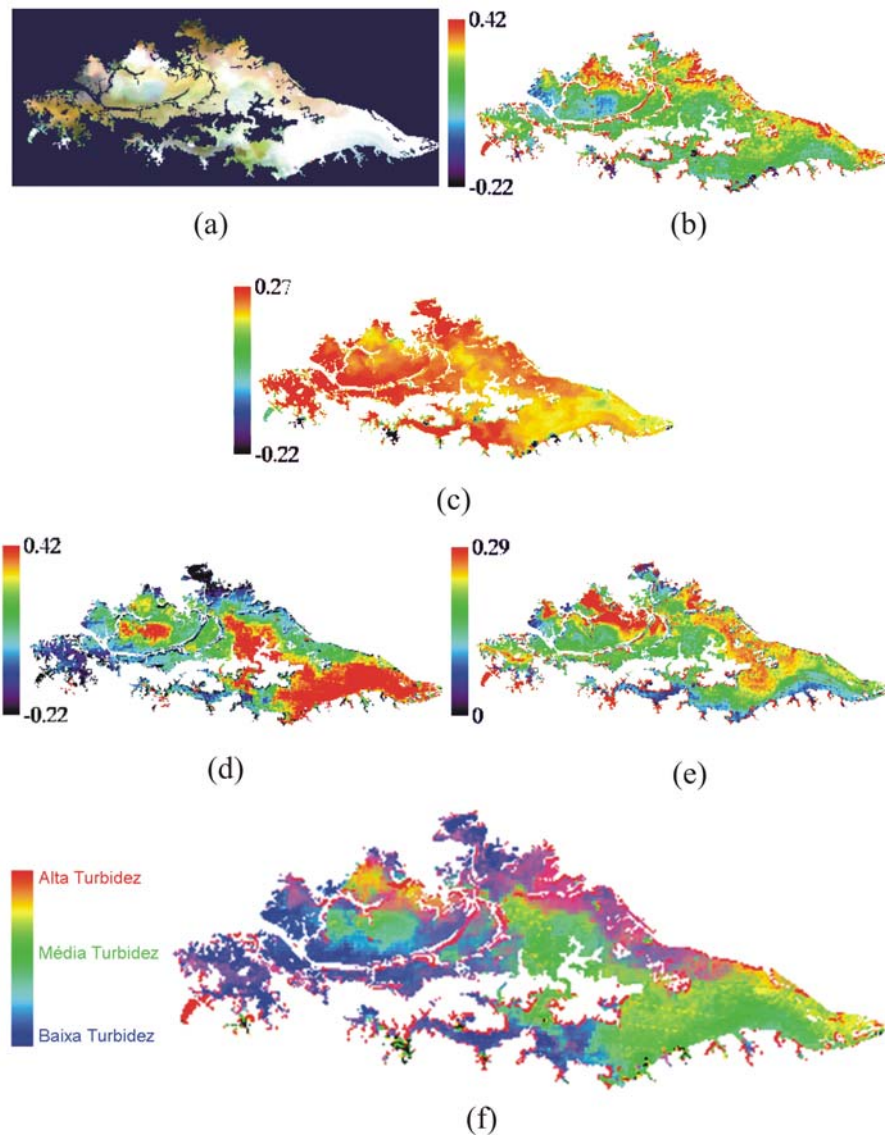 0.42
-0.22
(a)
(b)
0.27
-0.22
(c)
0.42
-0.22
0.29
0
(d)
(e)
Alta Turbidez
Média Turbidez
Baixa Turbidez
(f)